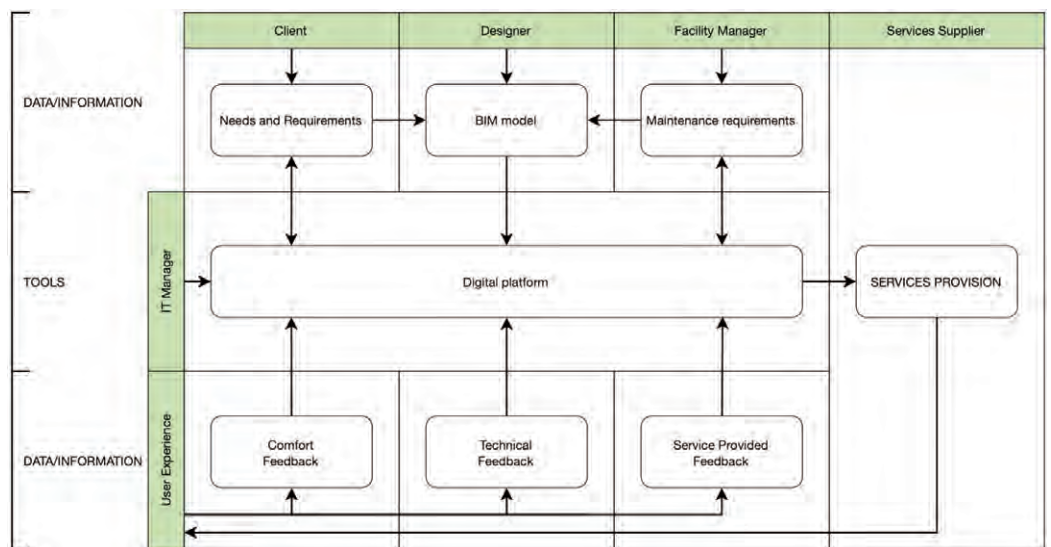 Client
Designer
Facility Manager
Services Supplier
DATA/INFORMATION
Needs and Requirements
BIM model
Maintenance requirements
TOOLS
IT Manager
Digital platform
SERVICES PROVISION
DATA/INFORMATION
User Experience
Comfort
Feedback
Technical
Feedback
Service Provided
Feedback